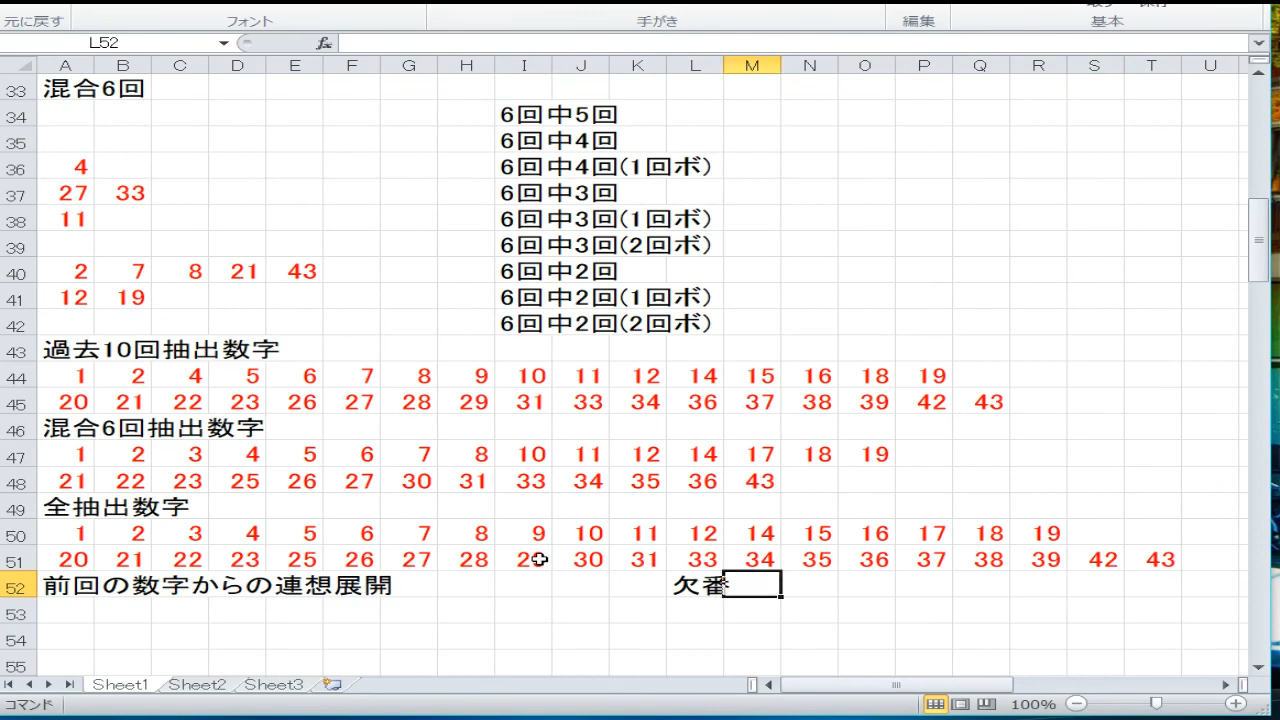 元に戻す フォント 手がき 編集 基本
L52 fx
A B C D E F G H I J K L M N O P Q R S T U
33 混合6回
34 6回中5回
35 6回中4回
36 4 6回中4回(1回ボ)
37 27 33 6回中3回
38 11 6回中3回(1回ボ)
39 6回中3回(2回ボ)
40 2 7 8 21 43 6回中2回
41 12 19 6回中2回(1回ボ)
42 6回中2回(2回ボ)
43 過去10回抽出数字
44 1 2 4 5 6 7 8 9 10 11 12 14 15 16 18 19
45 20 21 22 23 26 27 28 29 31 33 34 36 37 38 39 42 43
46 混合6回抽出数字
47 1 2 3 4 5 6 7 8 10 11 12 14 17 18 19
48 21 22 23 25 26 27 30 31 33 34 35 36 43
49 全抽出数字
50 1 2 3 4 5 6 7 8 9 10 11 12 14 15 16 17 18 19
51 20 21 22 23 25 26 27 28 29 30 31 33 34 35 36 37 38 39 42 43
52 前回の数字からの連想展開 欠番
53
54
55
Sheet1 Sheet2 Sheet3
コマンド 100%